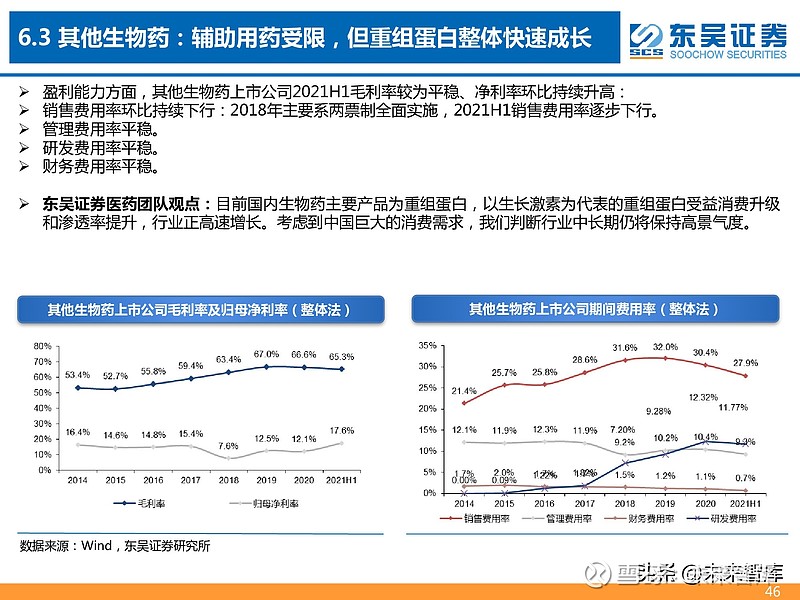 6.3 其他生物药：辅助用药受限，但重组蛋白整体快速成长
SCS
东吴证券
SOOCHOW SECURITIES
➢ 盈利能力方面，其他生物药上市公司2021H1毛利率较为平稳、净利率环比持续升高：
➢ 销售费用率环比持续下行：2018年主要系两票制全面实施，2021H1销售费用率逐步下行。
➢ 管理费用率平稳。
➢ 研发费用率平稳。
➢ 财务费用率平稳。
➢ 东吴证券医药团队观点：目前国内生物药主要产品为重组蛋白，以生长激素为代表的重组蛋白受益消费升级
和渗透率提升，行业正高速增长。考虑到中国巨大的消费需求，我们判断行业中长期仍将保持高景气度。
其他生物药上市公司毛利率及归母净利率（整体法）
80%
70%
60%
50%
40%
30%
20%
10%
0%
53.4% 52.7% 55.8% 59.4% 63.4% 67.0% 66.6% 65.3%
16.4% 14.6% 14.8% 15.4% 7.6% 12.5% 12.1% 17.6%
2014 2015 2016 2017 2018 2019 2020 2021H1
毛利率 归母净利率
其他生物药上市公司期间费用率（整体法）
35%
30%
25%
20%
15%
10%
5%
0%
21.4% 25.7% 25.8% 28.6% 31.6% 32.0% 30.4% 27.9%
12.1% 11.9% 12.3% 11.9% 9.2% 10.2% 10.4%
1.7% 2.0% 1.5% 1.2% 1.1% 0.7%
0.00% 0.09% 7.20% 9.28% 12.32% 11.77%
2014 2015 2016 2017 2018 2019 2020 2021H1
销售费用率 管理费用率 财务费用率 研发费用率
数据来源：Wind，东吴证券研究所
头条 @未来智库
46